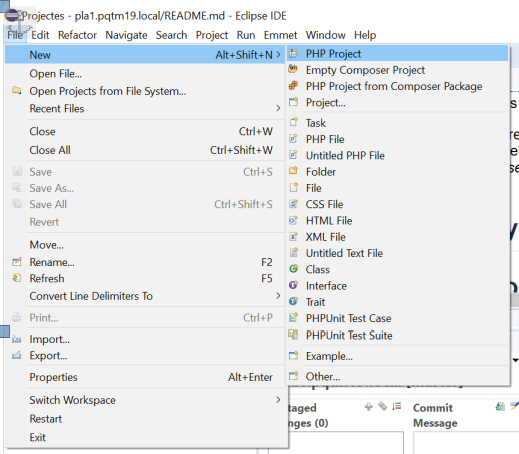 Projectes - pla1.pqtm19.local/README.md - Eclipse IDE
File Edit Refactor Navigate Search Project Run Emmet Window Help
New Alt+Shift+N >
Open File...
Open Projects from File System...
Recent Files >
Close Ctrl+W
Close All Ctrl+Shift+W
Save Ctrl+S
Save As...
Save All Ctrl+Shift+S
Revert
Move...
Rename... F2
Refresh F5
Convert Line Delimiters To >
Print... Ctrl+P
Import...
Export...
Properties Alt+Enter
Switch Workspace >
Restart
Exit
PHP Project
Empty Composer Project
PHP Project from Composer Package
Project...
Task
PHP File
Untitled PHP File
Folder
File
CSS File
HTML File
XML File
Untitled Text File
Class
Interface
Trait
PHPUnit Test Case
PHPUnit Test Suite
Example...
Other...
taged
nges (0)
Commit
Message